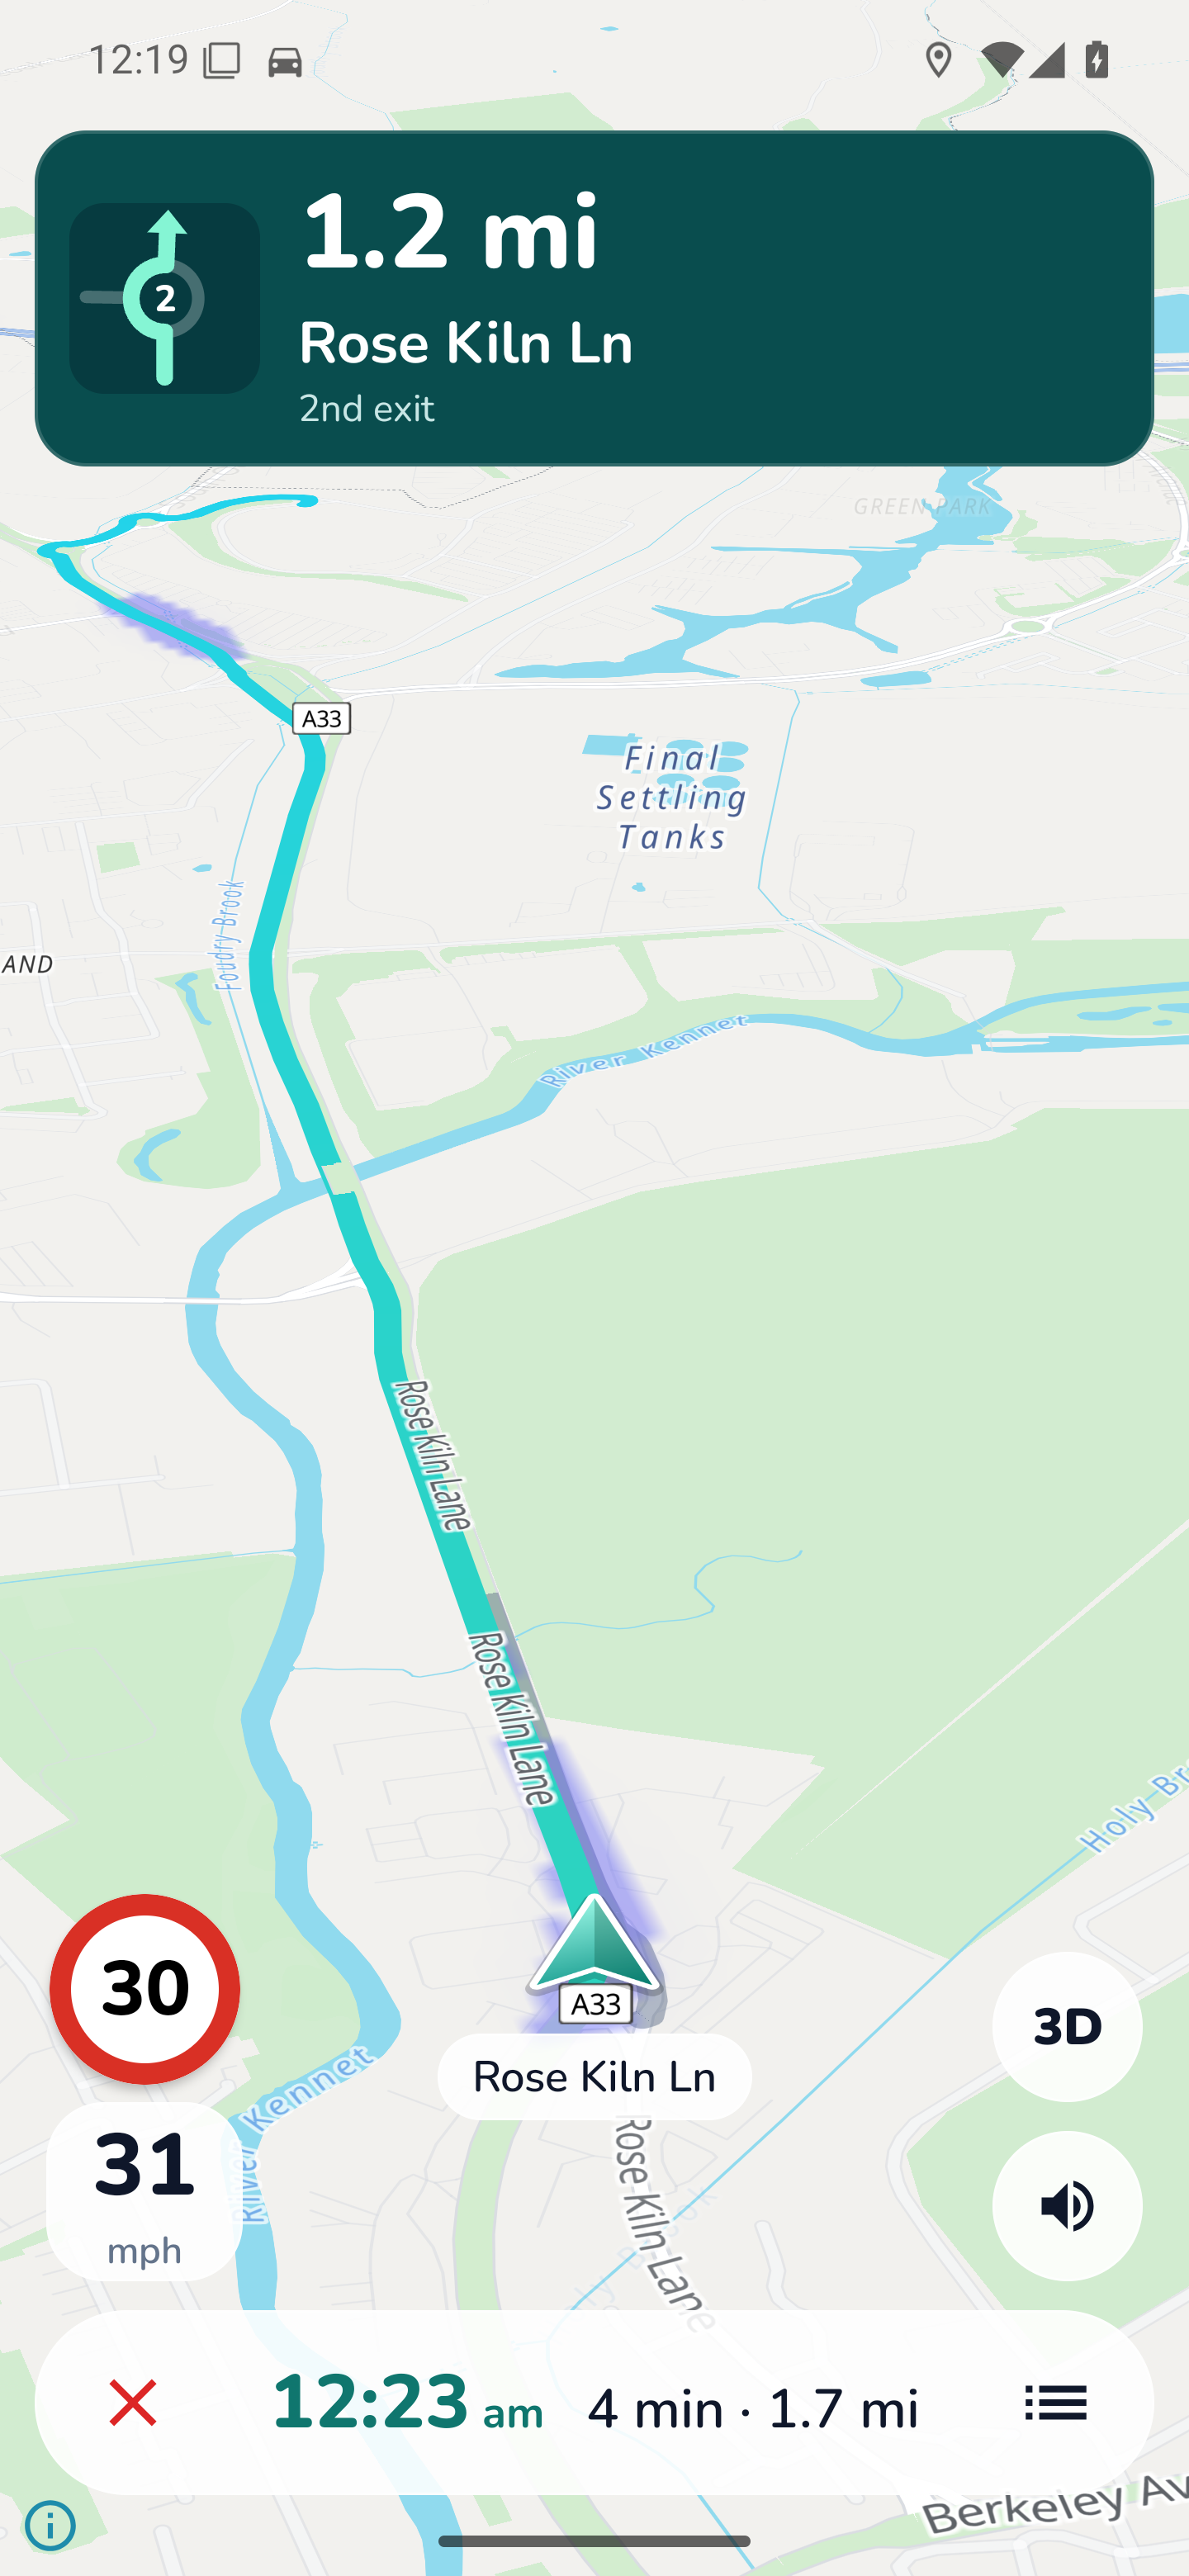 12:19
1.2 mi
2
Rose Kiln Ln
2nd exit
GREEN PARK
A33
Final
Settling
Tanks
Foudry Brook
AND
River Kennet
Rose Kiln Lane
Rose Kiln Lane
Holy Br
30
A33
3D
Rose Kiln Ln
River Kennet
31
mph
Rose Kiln Lane
12:23 am
4 min · 1.7 mi
Berkeley Av